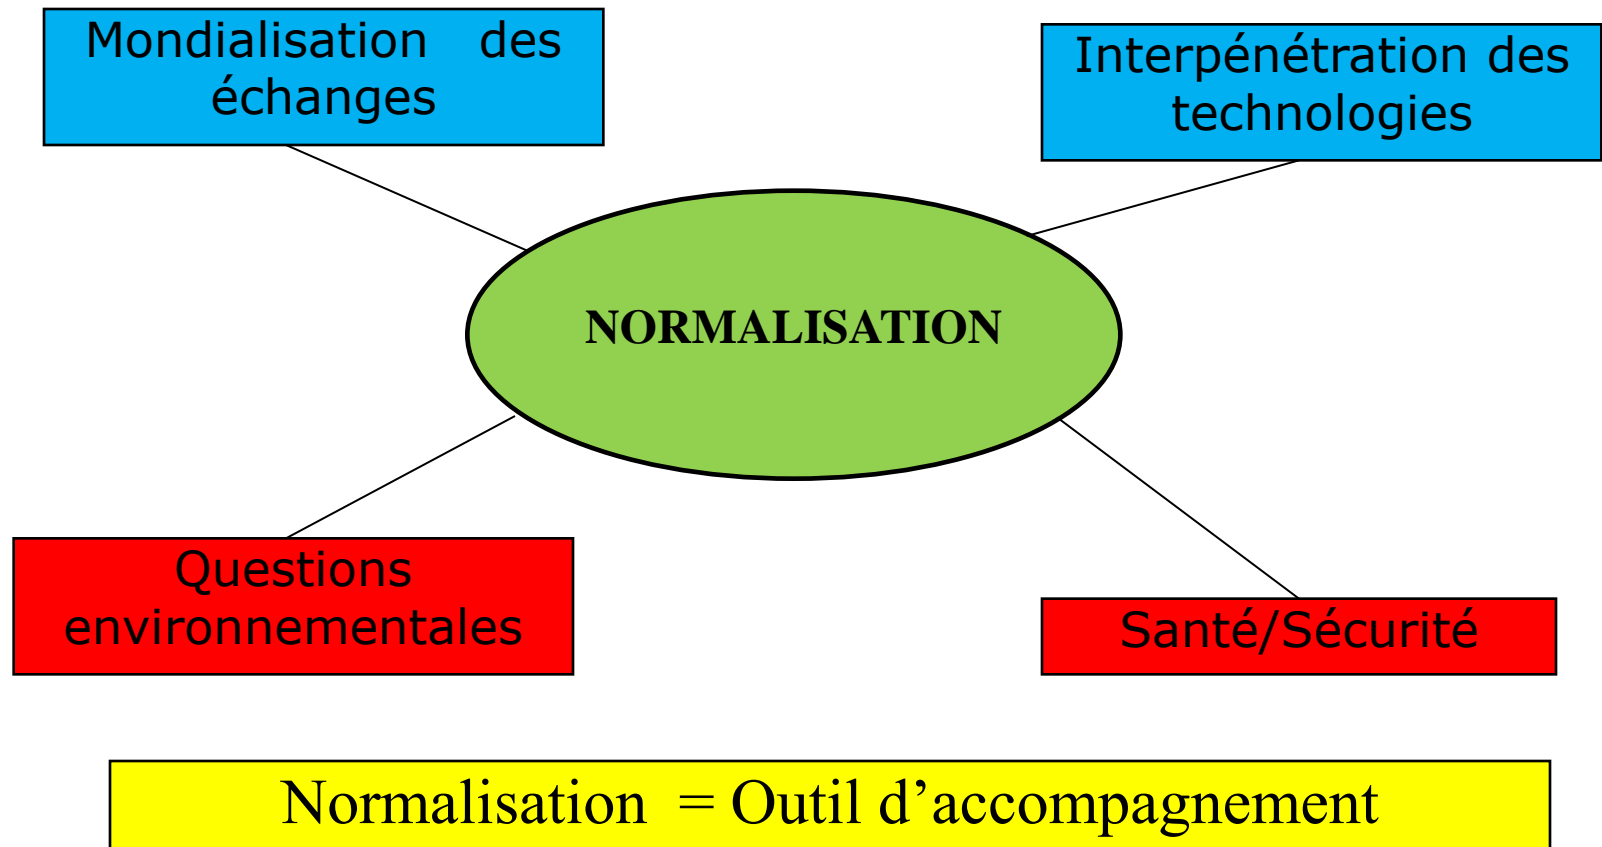 Mondialisation des
échanges
Interpénétration des
technologies
NORMALISATION
Questions
environnementales
Santé/Sécurité
Normalisation = Outil d’accompagnement